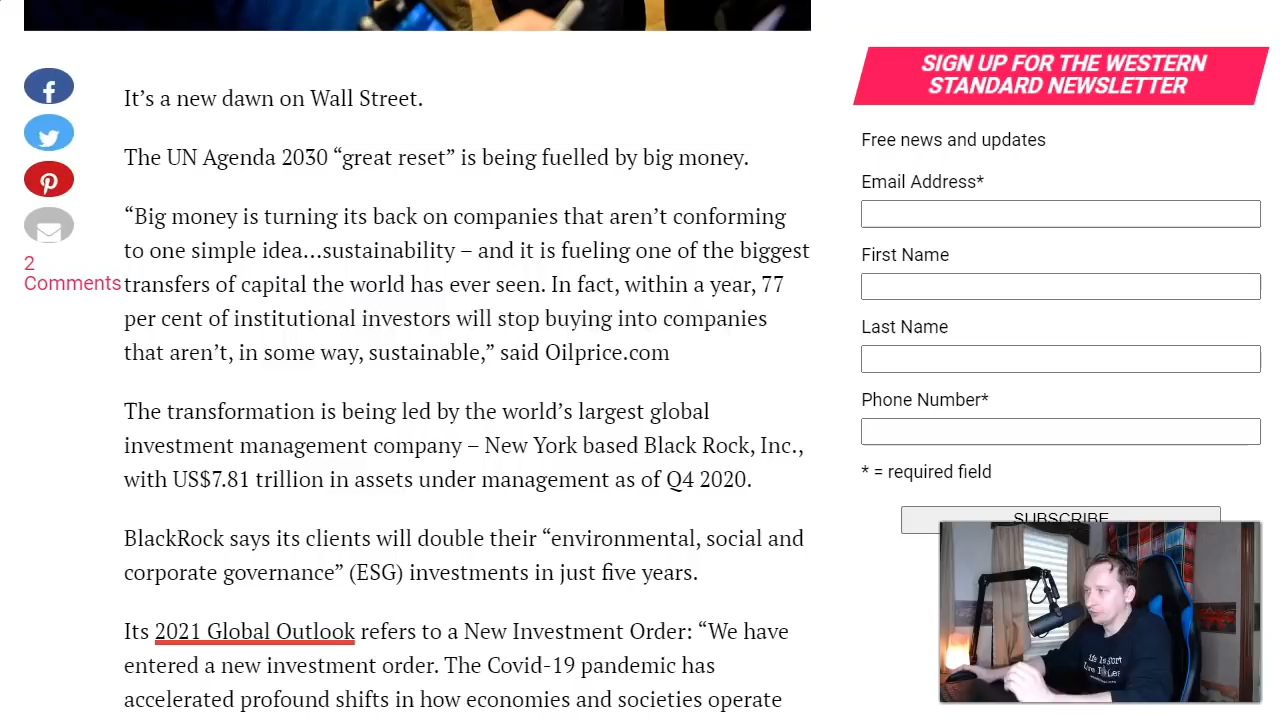 It’s a new dawn on Wall Street.
The UN Agenda 2030 “great reset” is being fuelled by big money.
“Big money is turning its back on companies that aren’t conforming
to one simple idea…sustainability – and it is fueling one of the biggest
transfers of capital the world has ever seen. In fact, within a year, 77
per cent of institutional investors will stop buying into companies
that aren’t, in some way, sustainable,” said Oilprice.com
The transformation is being led by the world’s largest global
investment management company – New York based Black Rock, Inc.,
with US$7.81 trillion in assets under management as of Q4 2020.
BlackRock says its clients will double their “environmental, social and
corporate governance” (ESG) investments in just five years.
Its 2021 Global Outlook refers to a New Investment Order: “We have
entered a new investment order. The Covid-19 pandemic has
accelerated profound shifts in how economies and societies operate
2
Comments
SIGN UP FOR THE WESTERN
STANDARD NEWSLETTER
Free news and updates
Email Address*
First Name
Last Name
Phone Number*
* = required field
SUBSCRIBE